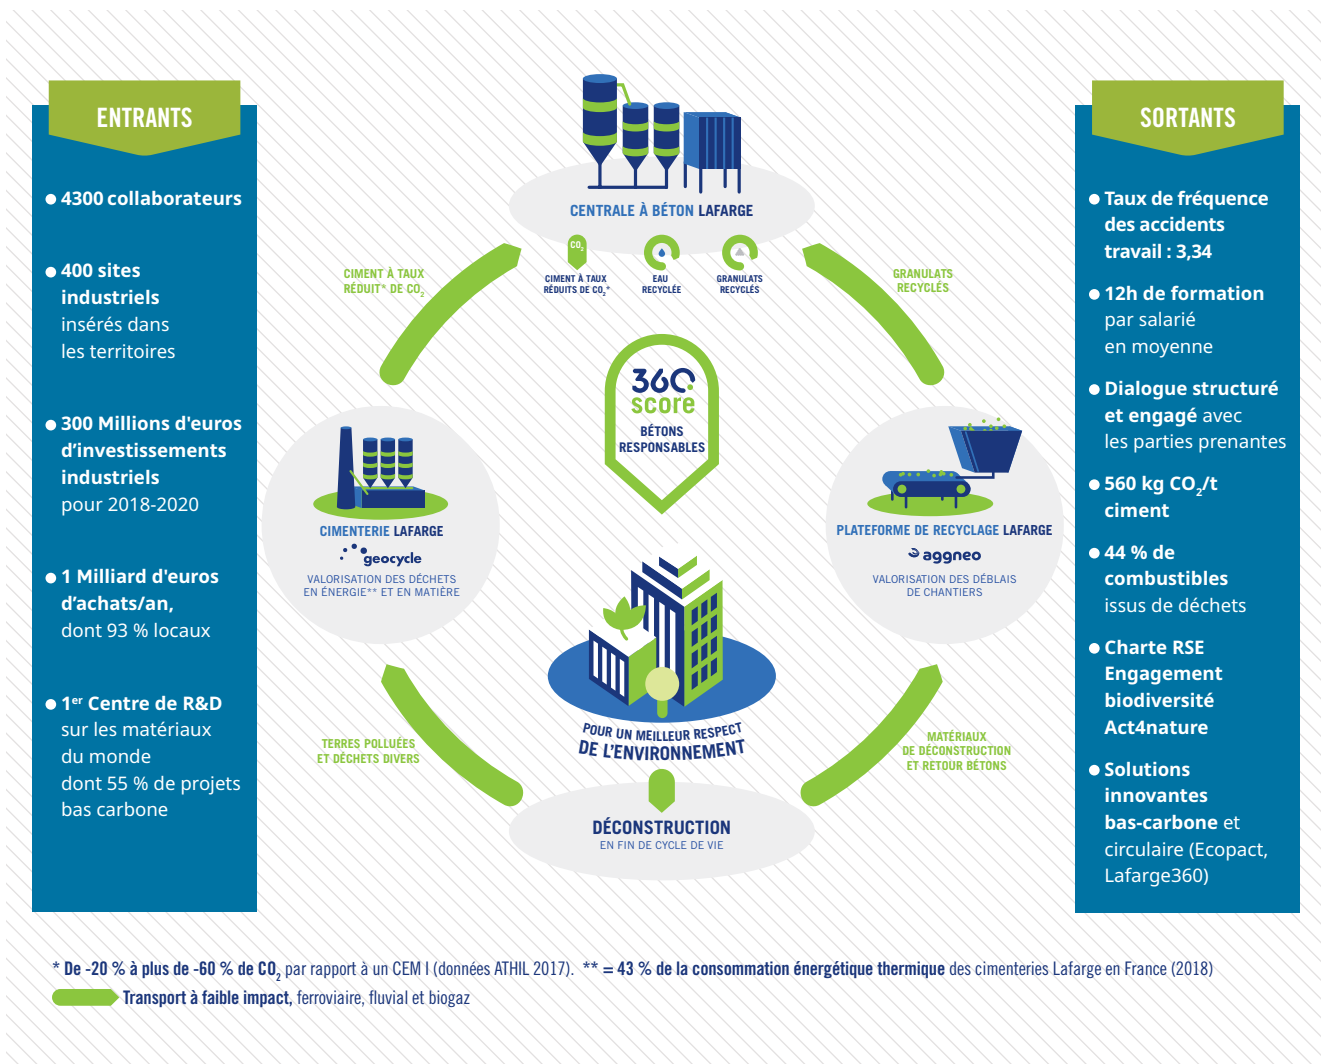 ENTRANTS
● 4300 collaborateurs
● 400 sites
industriels
insérés dans
les territoires
● 300 Millions d'euros
d’investissements
industriels
pour 2018-2020
● 1 Milliard d'euros
d’achats/an,
dont 93 % locaux
● 1er Centre de R&D
sur les matériaux
du monde
dont 55 % de projets
bas carbone
CENTRALE À BÉTON LAFARGE
CO2
CIMENT À TAUX
RÉDUITS DE CO2*
EAU
RECYCLÉE
GRANULATS
RECYCLÉS
CIMENT À TAUX
RÉDUIT* DE CO2
GRANULATS
RECYCLÉS
360
score
BÉTONS
RESPONSABLES
CIMENTERIE LAFARGE
geocycle
VALORISATION DES DÉCHETS
EN ÉNERGIE** ET EN MATIÈRE
PLATEFORME DE RECYCLAGE LAFARGE
aggneo
VALORISATION DES DÉBLAIS
DE CHANTIERS
POUR UN MEILLEUR RESPECT
DE L’ENVIRONNEMENT
TERRES POLLUÉES
ET DÉCHETS DIVERS
MATÉRIAUX
DE DÉCONSTRUCTION
ET RETOUR BÉTONS
DÉCONSTRUCTION
EN FIN DE CYCLE DE VIE
SORTANTS
● Taux de fréquence
des accidents
travail : 3,34
● 12h de formation
par salarié
en moyenne
● Dialogue structuré
et engagé avec
les parties prenantes
● 560 kg CO2/t
ciment
● 44 % de
combustibles
issus de déchets
● Charte RSE
Engagement
biodiversité
Act4nature
● Solutions
innovantes
bas-carbone et
circulaire (Ecopact,
Lafarge360)
* De -20 % à plus de -60 % de CO2 par rapport à un CEM I (données ATHIL 2017). ** = 43 % de la consommation énergétique thermique des cimenteries Lafarge en France (2018)
Transport à faible impact, ferroviaire, fluvial et biogaz